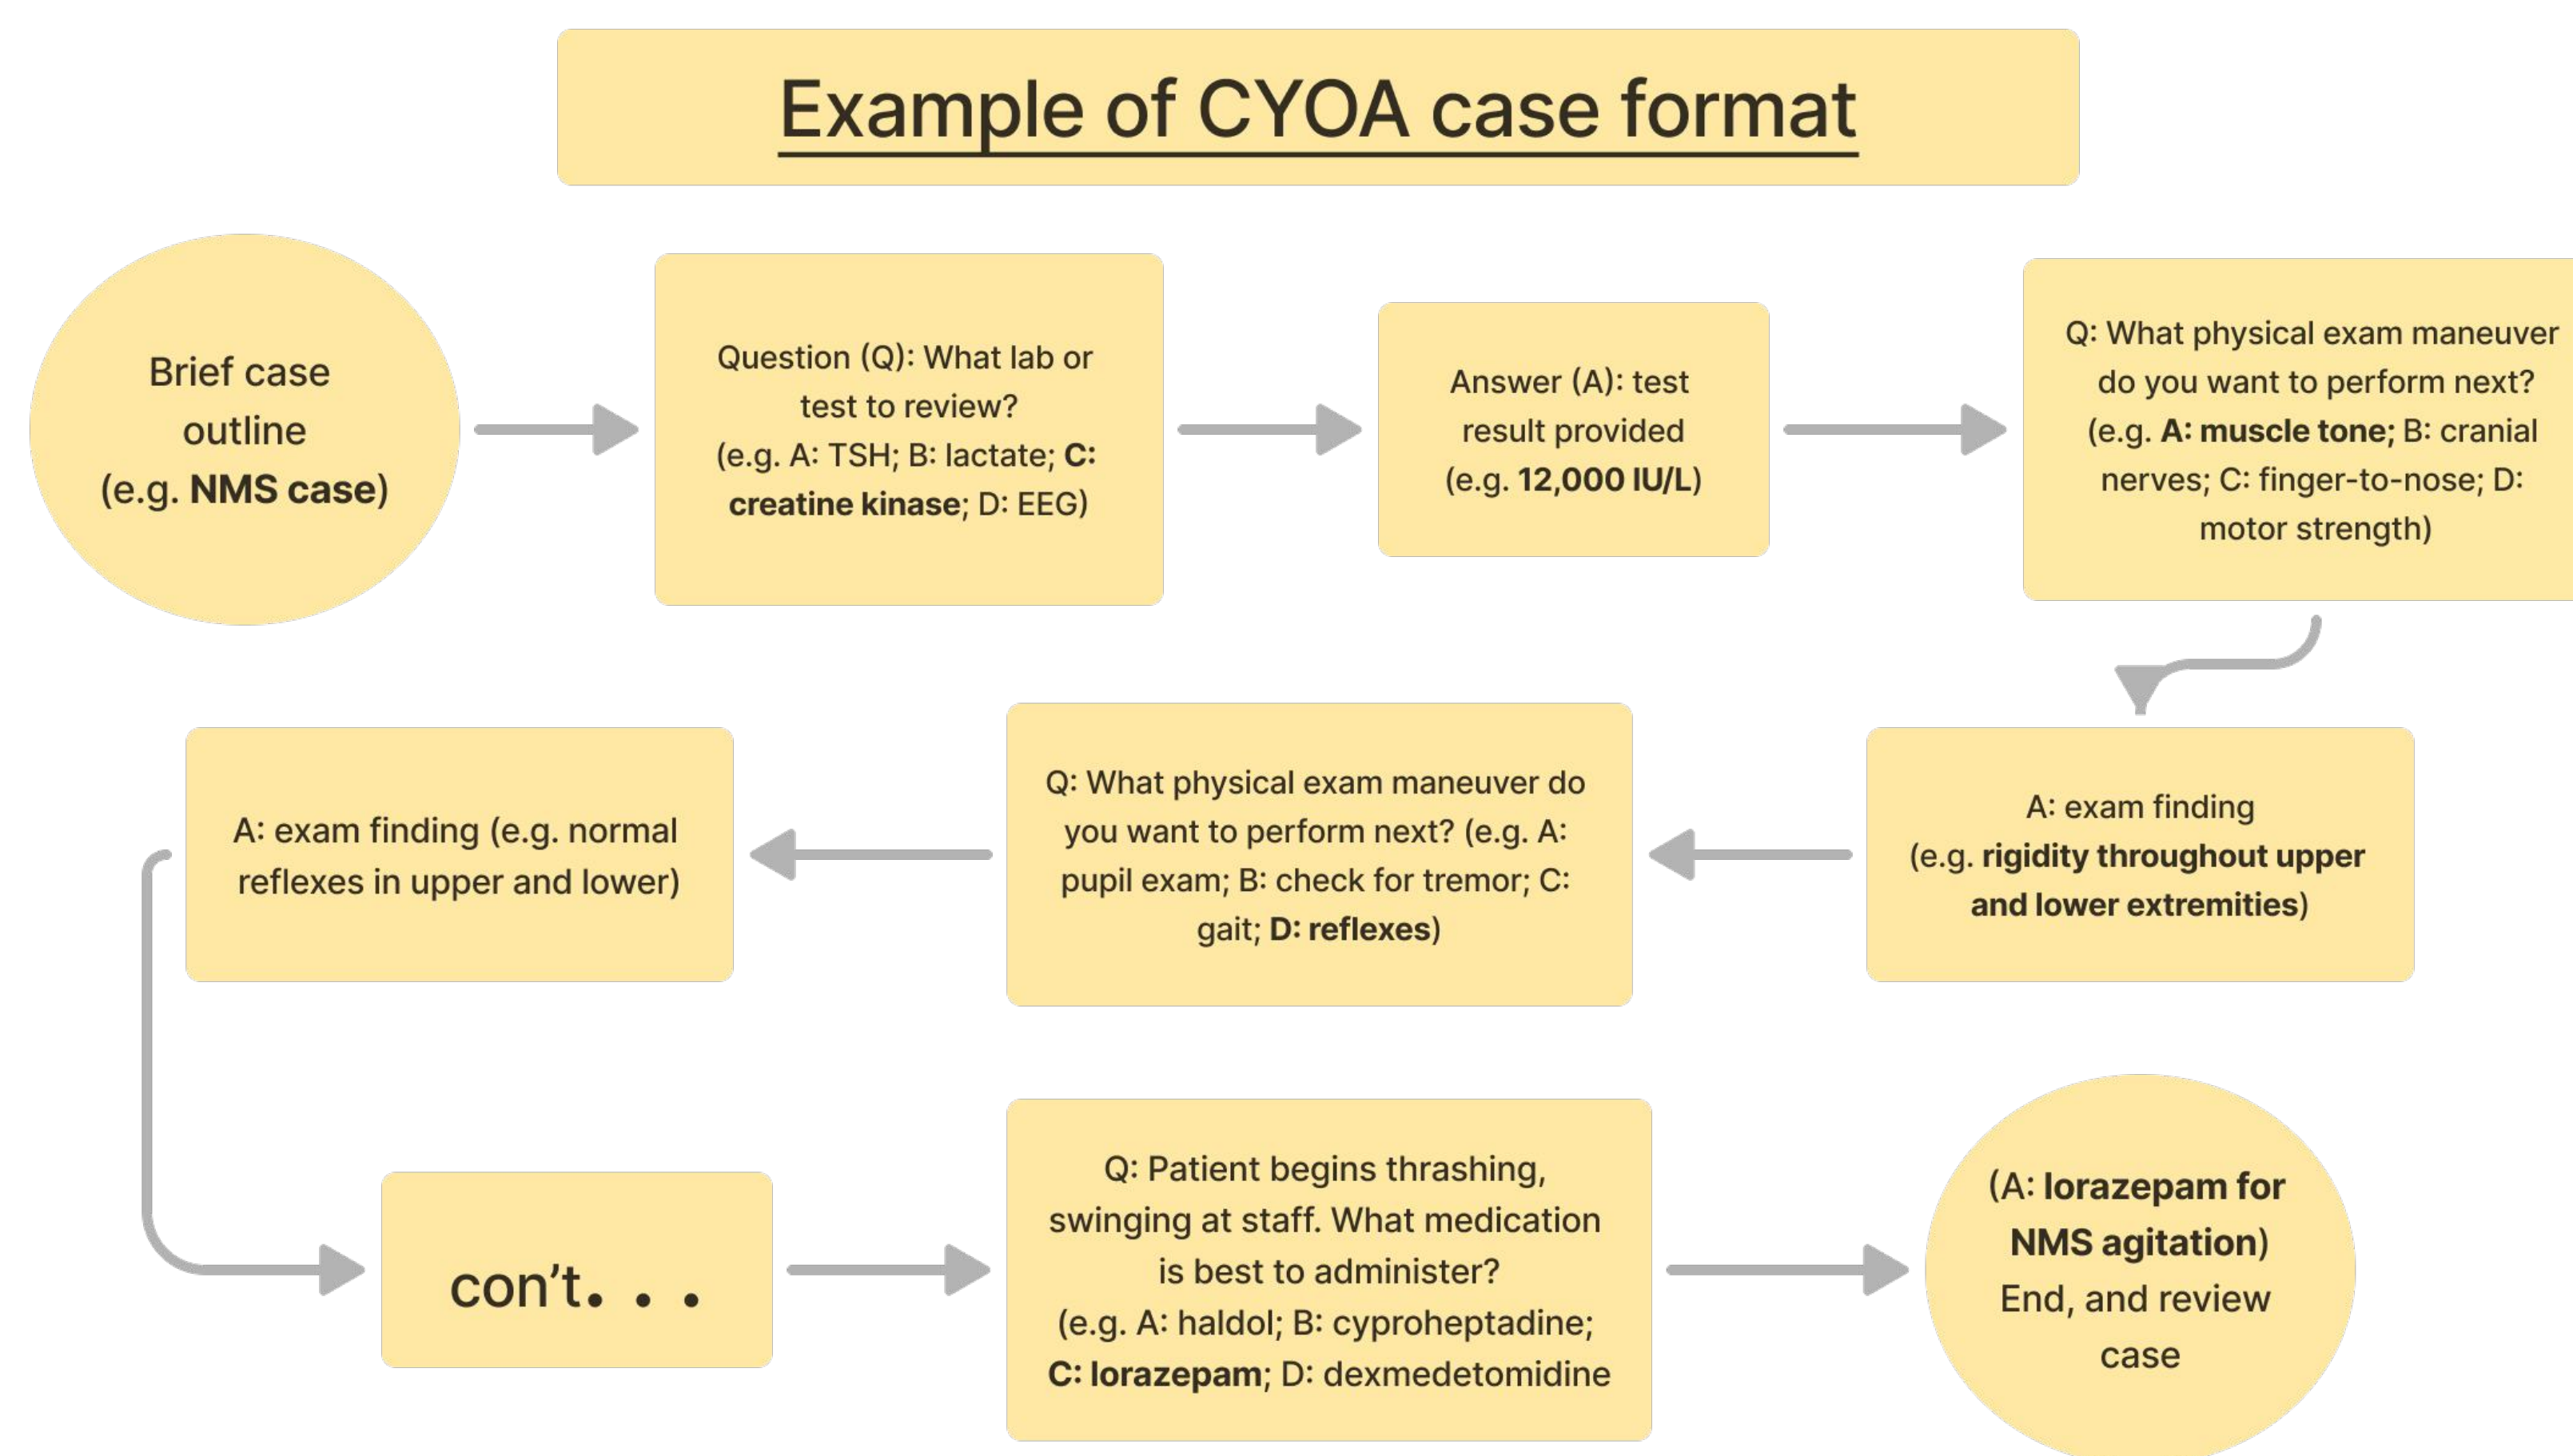 Example of CYOA case format
Brief case
outline
(e.g. NMS case)
Question (Q): What lab or
test to review?
(e.g. A: TSH; B: lactate; C:
creatine kinase; D: EEG)
Answer (A): test
result provided
(e.g. 12,000 IU/L)
Q: What physical exam maneuver
do you want to perform next?
(e.g. A: muscle tone; B: cranial
nerves; C: finger-to-nose; D:
motor strength)
A: exam finding
(e.g. rigidity throughout upper
and lower extremities)
Q: What physical exam maneuver do
you want to perform next? (e.g. A:
pupil exam; B: check for tremor; C:
gait; D: reflexes)
A: exam finding (e.g. normal
reflexes in upper and lower)
con't. . .
Q: Patient begins thrashing,
swinging at staff. What medication
is best to administer?
(e.g. A: haldol; B: cyproheptadine;
C: lorazepam; D: dexmedetomidine
(A: lorazepam for
NMS agitation)
End, and review
case